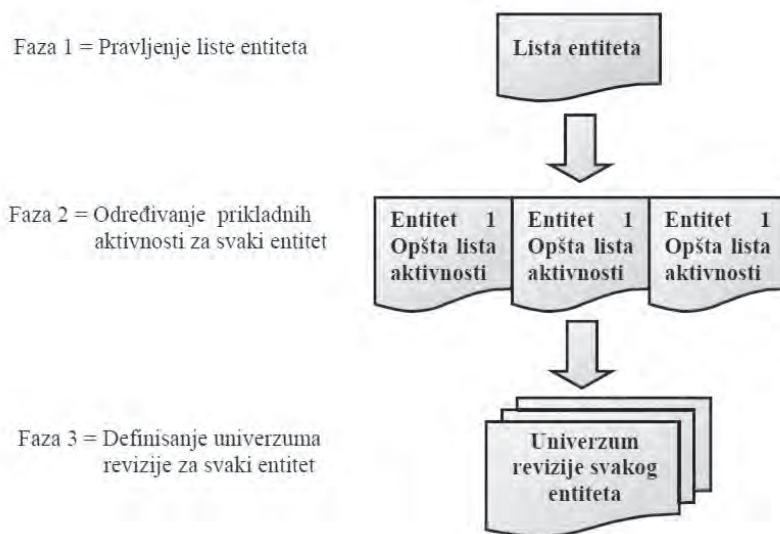 Faza 1 = Pravljenje liste entiteta
Lista entiteta
Faza 2 = Određivanje prikladnih
aktivnosti za svaki entitet
Entitet 1
Opšta lista
aktivnosti
Entitet 1
Opšta lista
aktivnosti
Entitet 1
Opšta lista
aktivnosti
Faza 3 = Definisanje univerzuma
revizije za svaki entitet
Univerzum
revizije svakog
entiteta